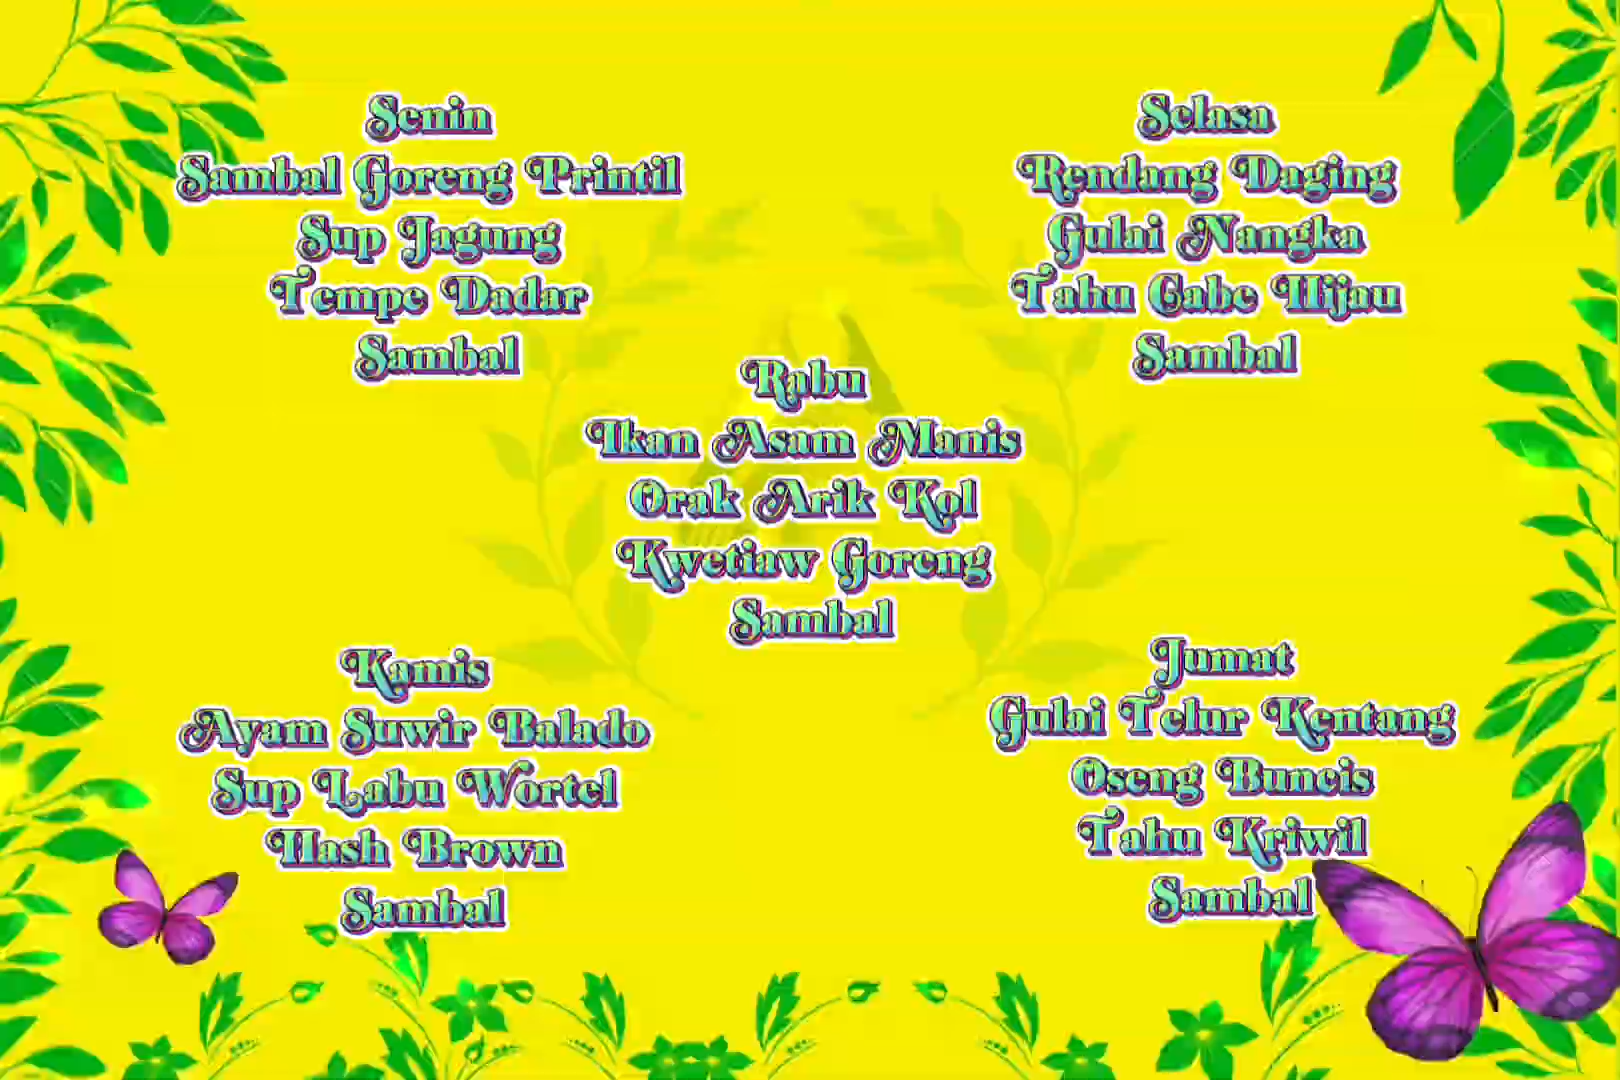 Senin
Sambal Goreng Printil
Sup Jagung
Tempe Dadar
Sambal
Selasa
Rendang Daging
Gulai Nangka
Tahu Cabe Hijau
Sambal
Rabu
Ikan Asam Manis
Orak Arik Kol
Kwetiaw Goreng
Sambal
Kamis
Ayam Suwir Balado
Sup Labu Wortel
Hash Brown
Sambal
Jumat
Gulai Telur Kentang
Oseng Buncis
Tahu Kriwil
Sambal